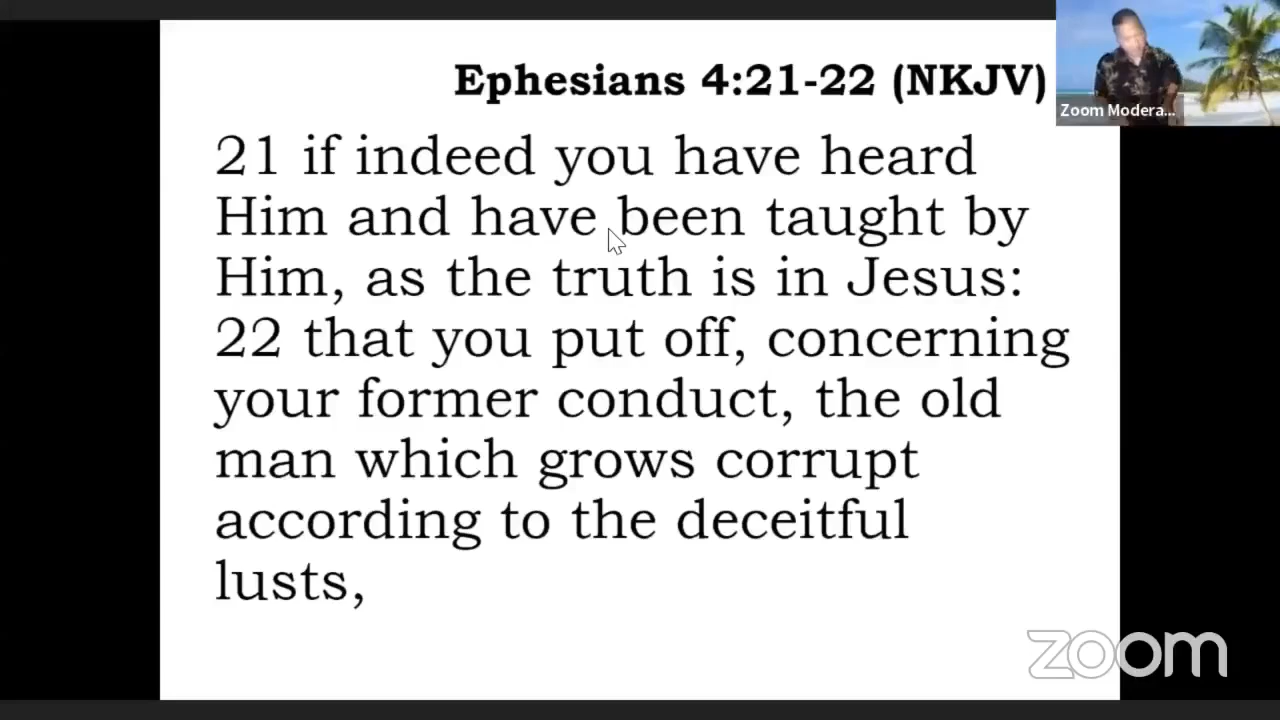 Ephesians 4:21-22 (NKJV)
Zoom Modera...
21 if indeed you have heard
Him and have been taught by
Him, as the truth is in Jesus:
22 that you put off, concerning
your former conduct, the old
man which grows corrupt
according to the deceitful
lusts,
zoom